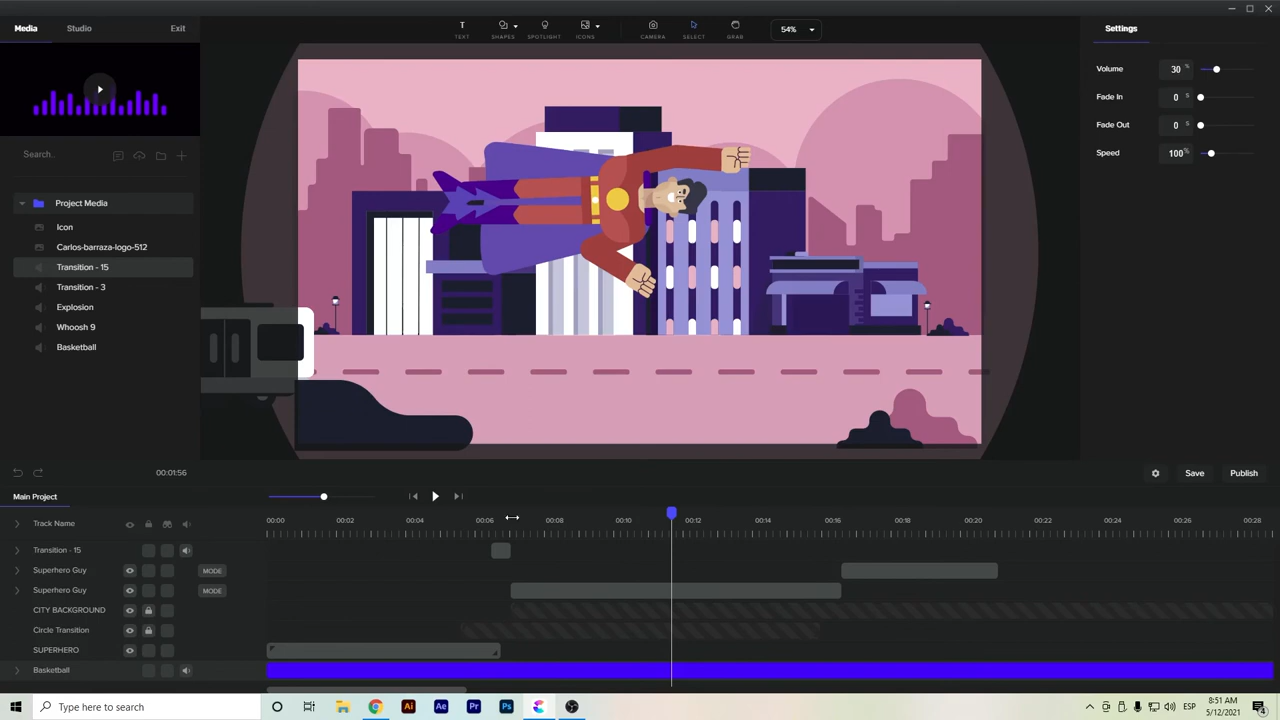 Media Studio Exit
TEXT SHAPES SPOTLIGHT ICONS CAMERA SELECT GRAB 54%
Settings
Volume 30 %
Fade In 0 s
Fade Out 0 s
Speed 100 %
Search..
Project Media
Icon
Carlos-barraza-logo-512
Transition - 15
Transition - 3
Explosion
Whoosh 9
Basketball
00:01:56
Save Publish
Main Project
Track Name
00:00 00:02 00:04 00:06 00:08 00:10 00:12 00:14 00:16 00:18 00:20 00:22 00:24 00:26 00:28
Transition - 15
Superhero Guy MODE
Superhero Guy MODE
CITY BACKGROUND
Circle Transition
SUPERHERO
Basketball
Type here to search
Ai Ae Pr Ps
ESP
8:51 AM
5/12/2021
4